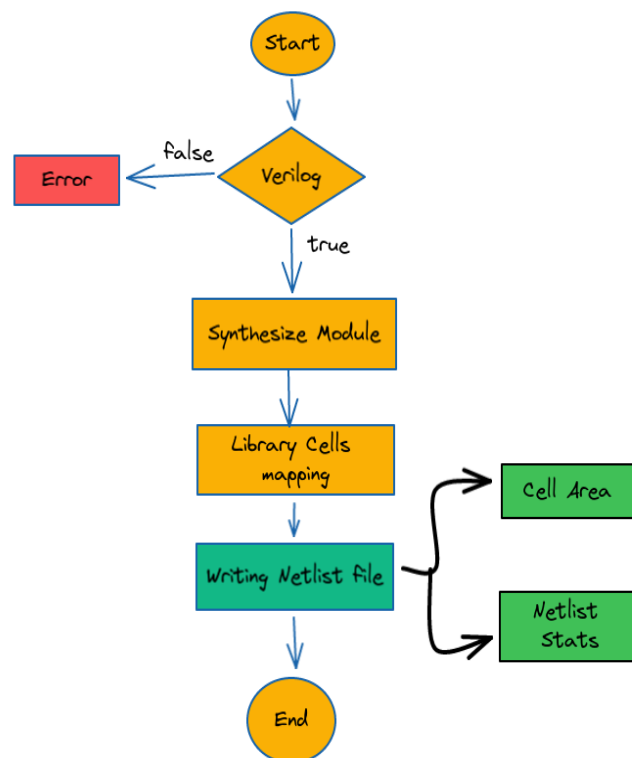 Start
false
Error
Verilog
true
Synthesize Module
Library Cells
mapping
Cell Area
Writing Netlist file
Netlist
Stats
End